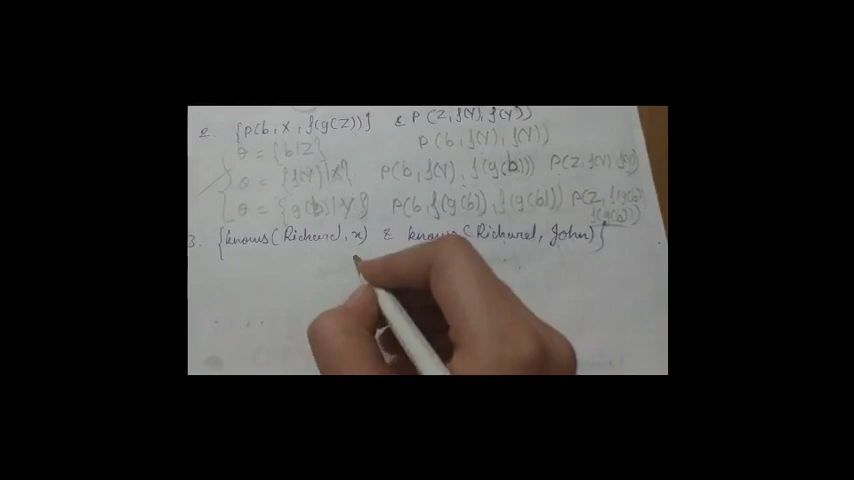 2. {P(b, X, f(g(Z))} & P(Z, f(Y), f(Y))
θ = {b|Z} P(b, f(Y), f(Y))
θ = {f(Y)|X} P(b, f(Y), f(g(b))) P(Z, f(Y), f(Y))
θ = {g(b)|Y} P(b, f(g(b)), f(g(b))) P(Z, f(g(b)
f(g(b)))
3. {knows(Richard, x) & knows(Richard, John)}